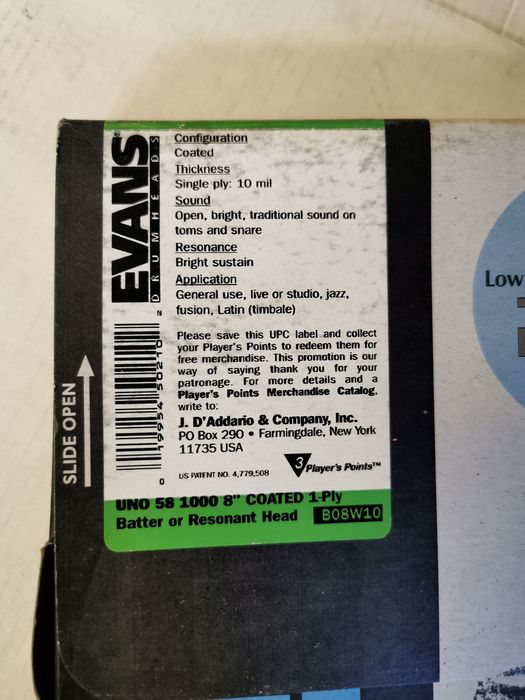 EVANS®
DRUMHEADS
Configuration
Coated
Thickness
Single ply: 10 mil
Sound
Open, bright, traditional sound on
toms and snare
Resonance
Bright sustain
Application
General use, live or studio, jazz,
fusion, Latin (timbale)
Please save this UPC label and collect
your Player's Points to redeem them for
free merchandise. This promotion is our
way of saying thank you for your
patronage. For more details and a
Player's Points Merchandise Catalog,
write to:
J. D'Addario & Company, Inc.
PO Box 290 • Farmingdale, New York
11735 USA
US PATENT NO. 4,779,508
3 Player's Points™
0 19954 50210 2
UNO 58 1000 8" COATED 1-Ply
Batter or Resonant Head B08W10
SLIDE OPEN
Low